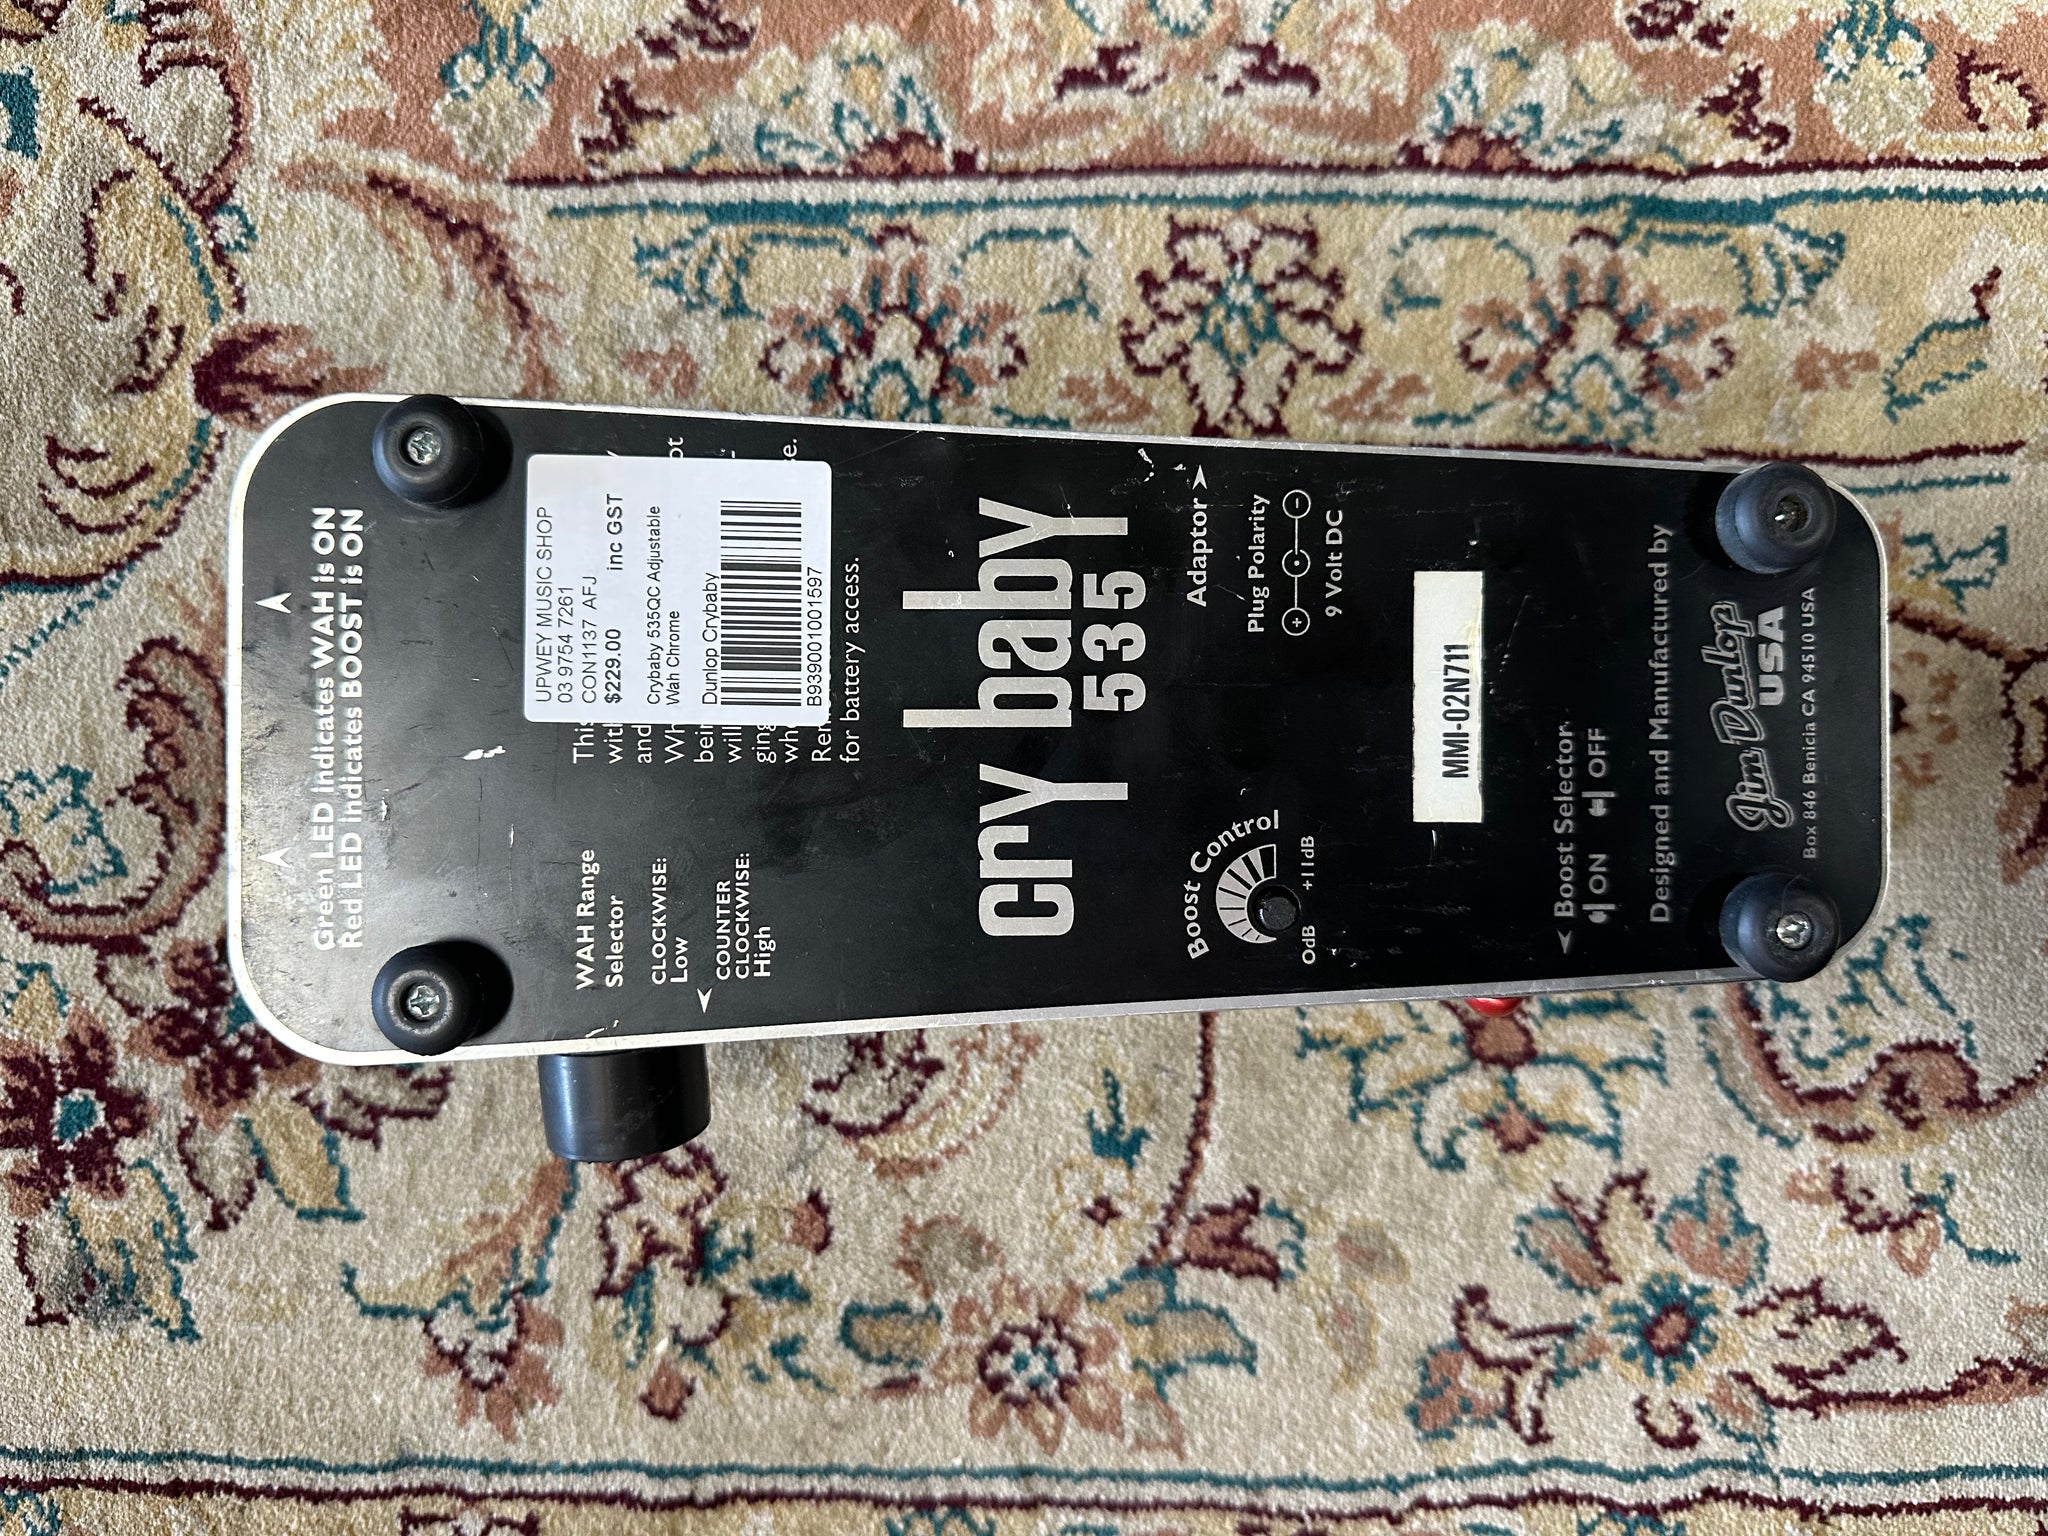 Green LED indicates WAH is ON
Red LED indicates BOOST is ON
UPWEY MUSIC SHOP
03 9754 7261
CON1137 AFJ
$229.00 inc GST
Crybaby 535QC Adjustable
Wah Chrome
Dunlop Crybaby
B939001001597
for battery access.
WAH Range
Selector
CLOCKWISE:
Low
COUNTER
CLOCKWISE:
High
cry baby
535
Adaptor
Plug Polarity
+ -
9 Volt DC
Boost Control
0dB +11dB
MMI-02N711
Boost Selector
ON OFF
Designed and Manufactured by
Jim Dunlop
USA
Box 846 Benicia CA 94510 USA